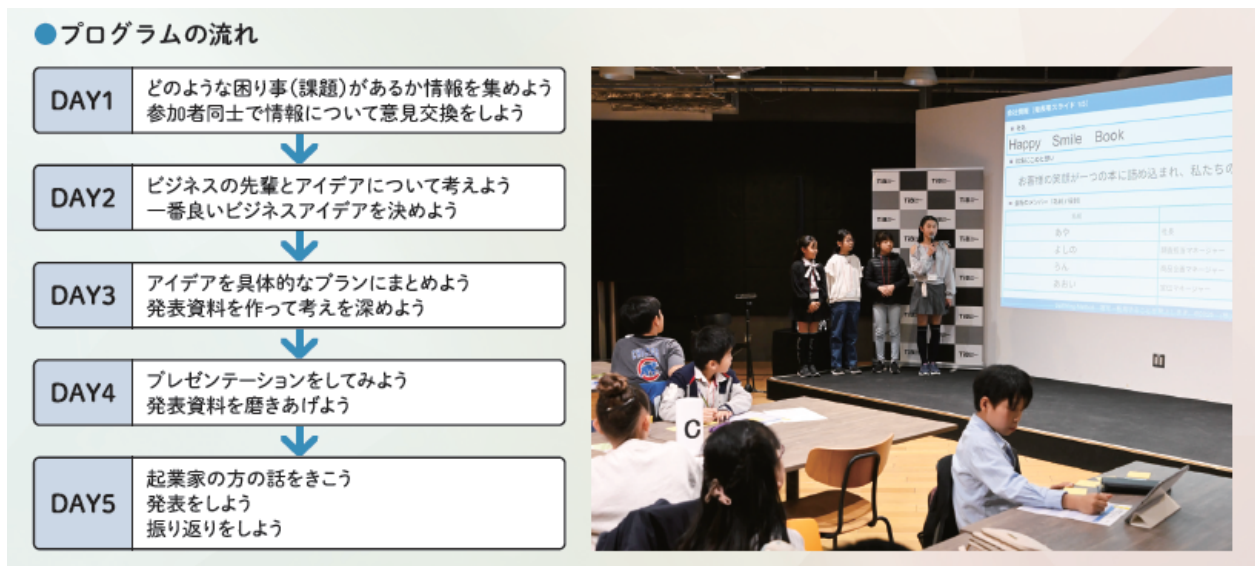 ●プログラムの流れ
DAY1
どのような困り事(課題)があるか情報を集めよう
参加者同士で情報について意見交換をしよう
DAY2
ビジネスの先輩とアイデアについて考えよう
一番良いビジネスアイデアを決めよう
DAY3
アイデアを具体的なプランにまとめよう
発表資料を作って考えを深めよう
DAY4
プレゼンテーションをしてみよう
発表資料を磨きあげよう
DAY5
起業家の方の話をきこう
発表をしよう
振り返りをしよう
Happy Smile Book
お客様の笑顔が一つの本に詰め込まれ、私たちの
あや
よしの
うん
あおい
C